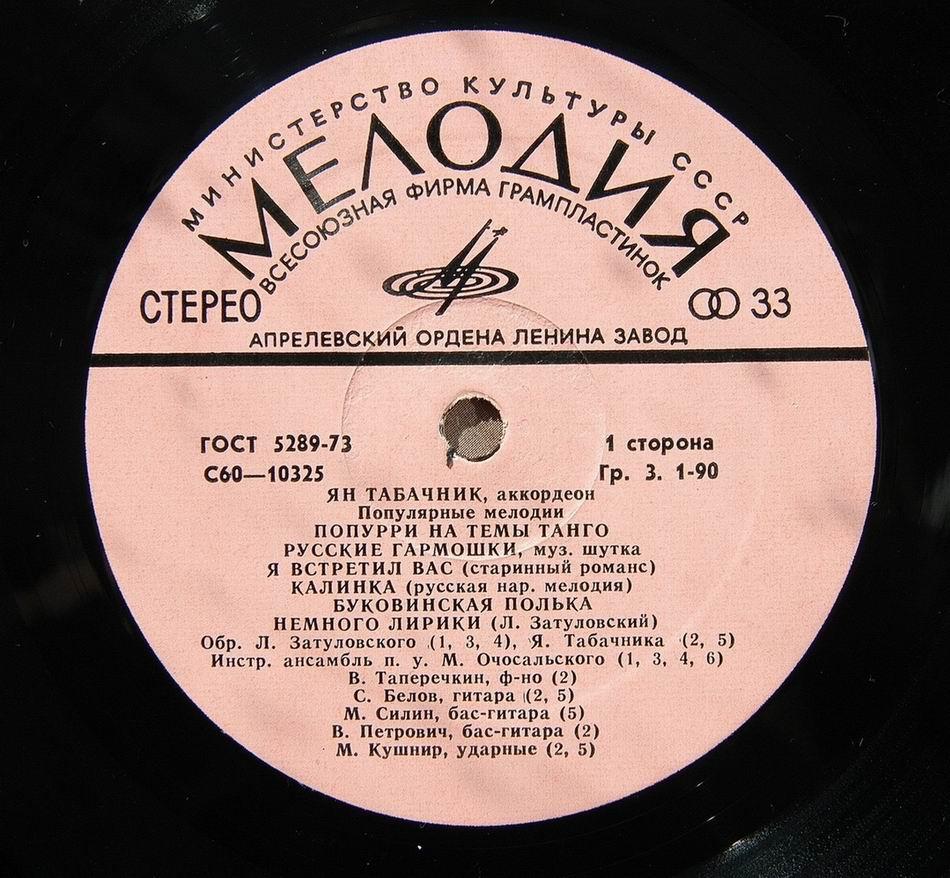 МИНИСТЕРСТВО КУЛЬТУРЫ СССР
МЕЛОДИЯ
ВСЕСОЮЗНАЯ ФИРМА ГРАМПЛАСТИНОК
СТЕРЕО
33
АПРЕЛЕВСКИЙ ОРДЕНА ЛЕНИНА ЗАВОД
ГОСТ 5289-73
1 сторона
С60—10325
Гр. 3. 1-90
ЯН ТАБАЧНИК, аккордеон
Популярные мелодии
ПОПУРРИ НА ТЕМЫ ТАНГО
РУССКИЕ ГАРМОШКИ, муз. шутка
Я ВСТРЕТИЛ ВАС (старинный романс)
КАЛИНКА (русская нар. мелодия)
БУКОВИНСКАЯ ПОЛЬКА
НЕМНОГО ЛИРИКИ (Л. Затуловский)
Обр. Л. Затуловского (1, 3, 4), Я. Табачника (2, 5)
Инстр. ансамбль п. у. М. Очосальского (1, 3, 4, 6)
В. Таперечкин, ф-но (2)
С. Белов, гитара (2, 5)
М. Силин, бас-гитара (5)
В. Петрович, бас-гитара (2)
М. Кушнир, ударные (2, 5)